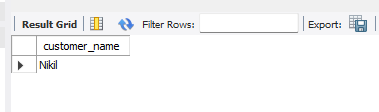 Result Grid Filter Rows: Export:
customer_name
Nikil